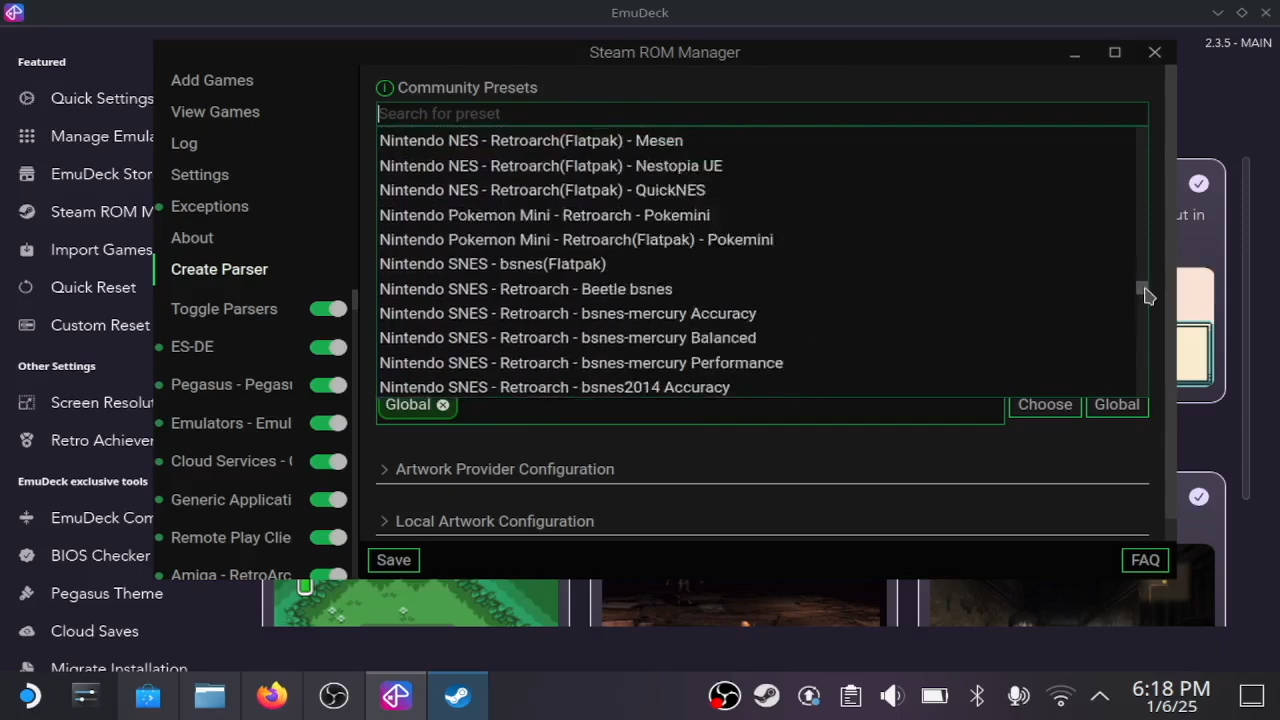 EmuDeck
2.3.5 - MAIN
Featured
Quick Settings
Manage Emula
EmuDeck Stor
Steam ROM M
Import Games
Quick Reset
Custom Reset
Other Settings
Screen Resolut
Retro Achiever
EmuDeck exclusive tools
EmuDeck Com
BIOS Checker
Pegasus Theme
Cloud Saves
Migrate Installation
Steam ROM Manager
Add Games
View Games
Log
Settings
Exceptions
About
Create Parser
Toggle Parsers
ES-DE
Pegasus - Pegasu
Emulators - Emul
Cloud Services - C
Generic Applicati
Remote Play Clie
Amiga - RetroArc
Community Presets
Search for preset
Nintendo NES - Retroarch(Flatpak) - Mesen
Nintendo NES - Retroarch(Flatpak) - Nestopia UE
Nintendo NES - Retroarch(Flatpak) - QuickNES
Nintendo Pokemon Mini - Retroarch - Pokemini
Nintendo Pokemon Mini - Retroarch(Flatpak) - Pokemini
Nintendo SNES - bsnes(Flatpak)
Nintendo SNES - Retroarch - Beetle bsnes
Nintendo SNES - Retroarch - bsnes-mercury Accuracy
Nintendo SNES - Retroarch - bsnes-mercury Balanced
Nintendo SNES - Retroarch - bsnes-mercury Performance
Nintendo SNES - Retroarch - bsnes2014 Accuracy
Global
Choose
Global
Artwork Provider Configuration
Local Artwork Configuration
Save
FAQ
ut in
6:18 PM
1/6/25